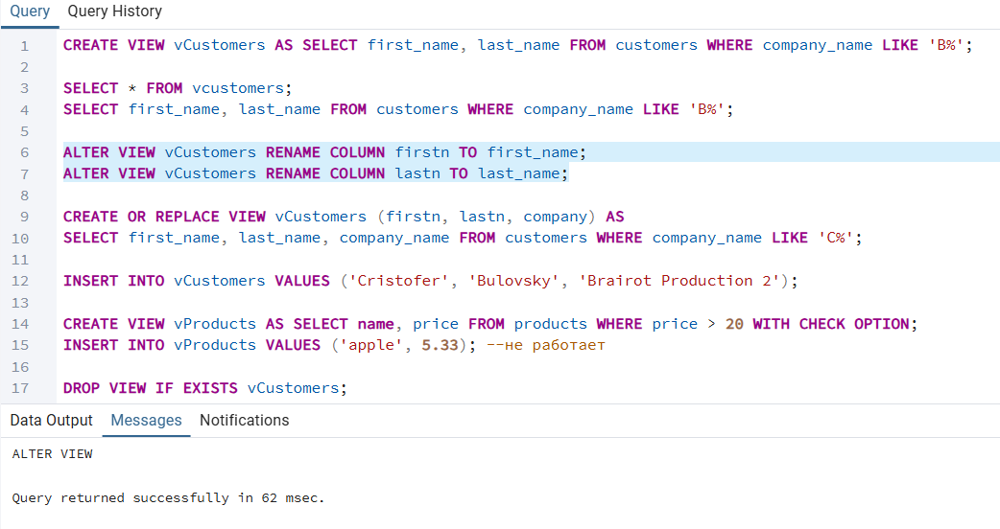 Query Query History
1 CREATE VIEW vCustomers AS SELECT first_name, last_name FROM customers WHERE company_name LIKE 'B%';
2
3 SELECT * FROM vcustomers;
4 SELECT first_name, last_name FROM customers WHERE company_name LIKE 'B%';
5
6 ALTER VIEW vCustomers RENAME COLUMN firstn TO first_name;
7 ALTER VIEW vCustomers RENAME COLUMN lastn TO last_name;
8
9 CREATE OR REPLACE VIEW vCustomers (firstn, lastn, company) AS
10 SELECT first_name, last_name, company_name FROM customers WHERE company_name LIKE 'C%';
11
12 INSERT INTO vCustomers VALUES ('Cristofer', 'Bulovsky', 'Brairot Production 2');
13
14 CREATE VIEW vProducts AS SELECT name, price FROM products WHERE price > 20 WITH CHECK OPTION;
15 INSERT INTO vProducts VALUES ('apple', 5.33); --не работает
16
17 DROP VIEW IF EXISTS vCustomers;
Data Output Messages Notifications
ALTER VIEW
Query returned successfully in 62 msec.